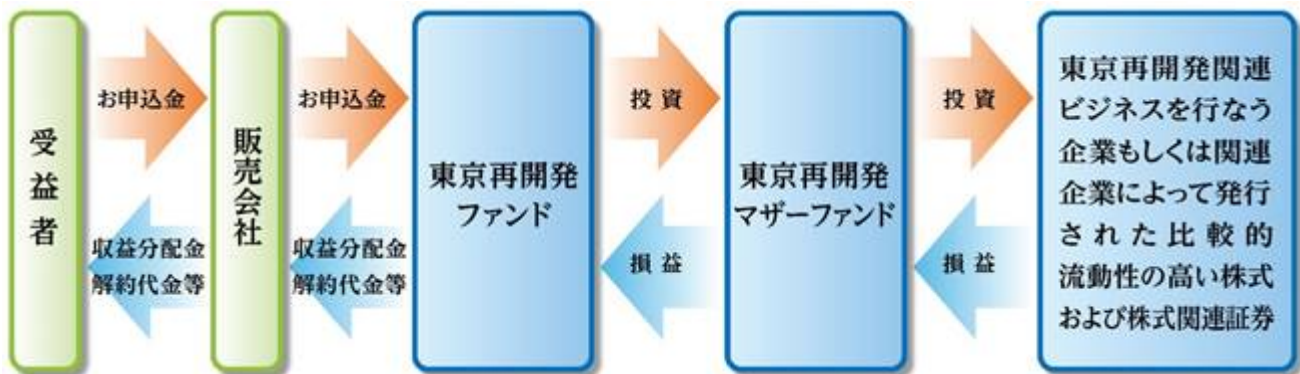 受益者
お申込金
収益分配金
解約代金等
販売会社
お申込金
収益分配金
解約代金等
東京再開発
ファンド
投資
損益
東京再開発
マザーファンド
投資
損益
東京再開発関連
ビジネスを行なう
企業もしくは関連
企業によって発行
された比較的
流動性の高い株式
および株式関連証券